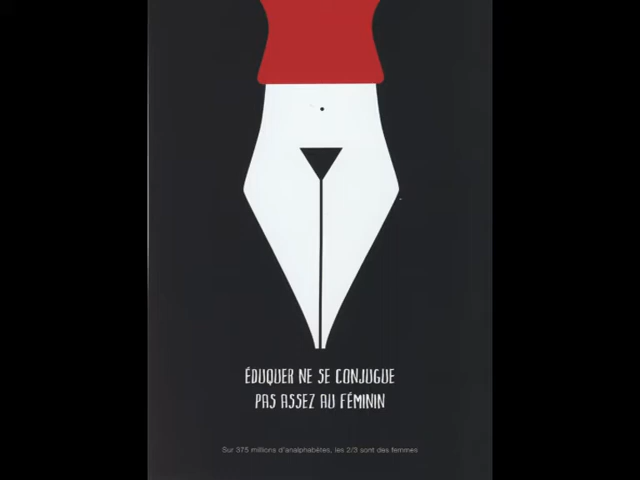 ÉDUQUER NE SE CONJUGUE
PAS ASSEZ AU FÉMININ
Sur 375 millions d'analphabètes, les 2/3 sont des femmes